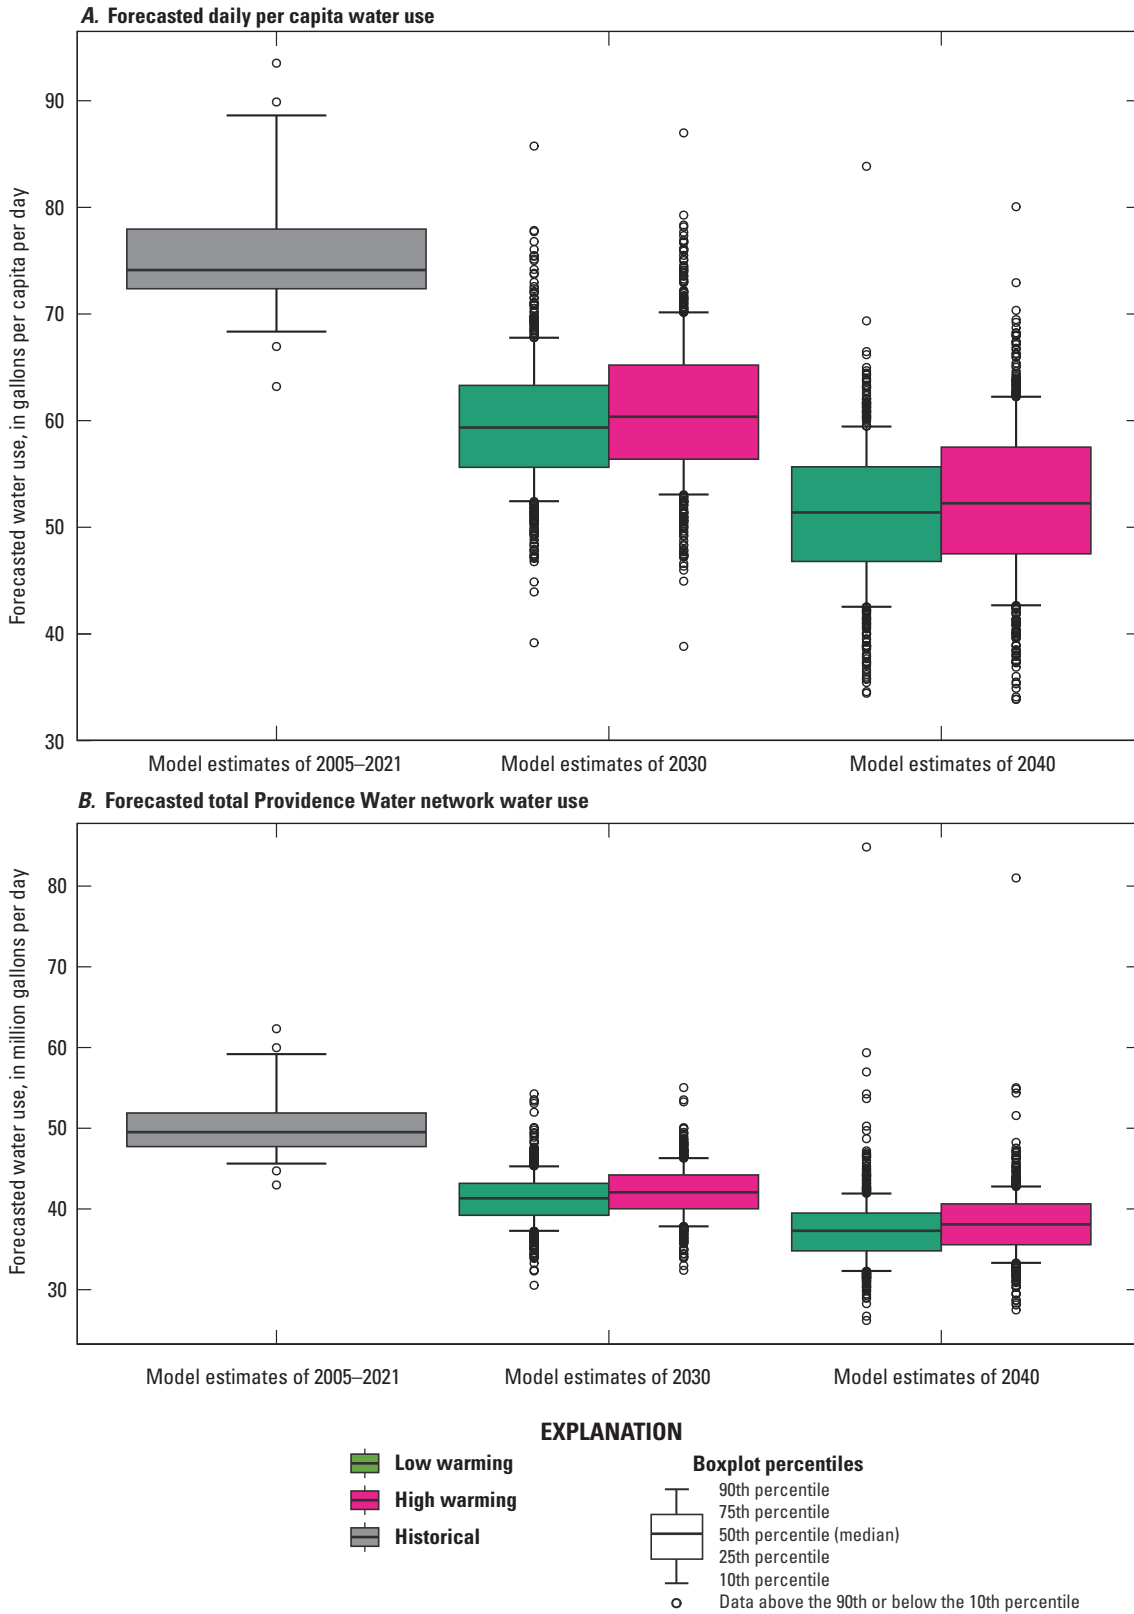 A. Forecasted daily per capita water use
Forecasted water use, in gallons per capita per day
90
80
70
60
50
40
30
Model estimates of 2005–2021 Model estimates of 2030 Model estimates of 2040
B. Forecasted total Providence Water network water use
Forecasted water use, in million gallons per day
80
70
60
50
40
30
Model estimates of 2005–2021 Model estimates of 2030 Model estimates of 2040
EXPLANATION
Low warming
High warming
Historical
Boxplot percentiles
90th percentile
75th percentile
50th percentile (median)
25th percentile
10th percentile
Data above the 90th or below the 10th percentile